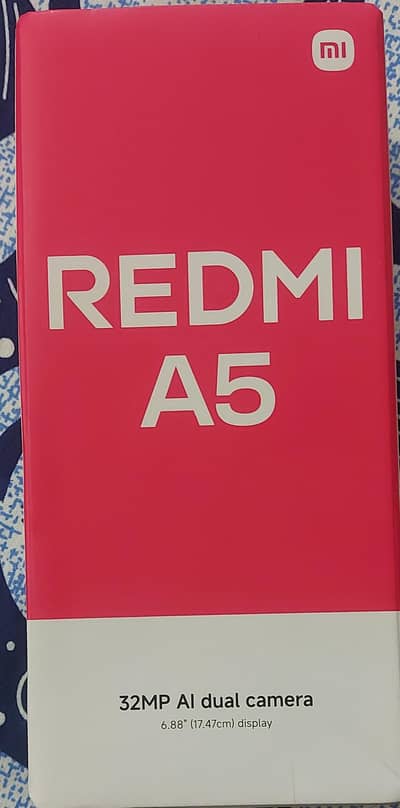 mi
REDMI
A5
32MP AI dual camera
6.88" (17.47cm) display